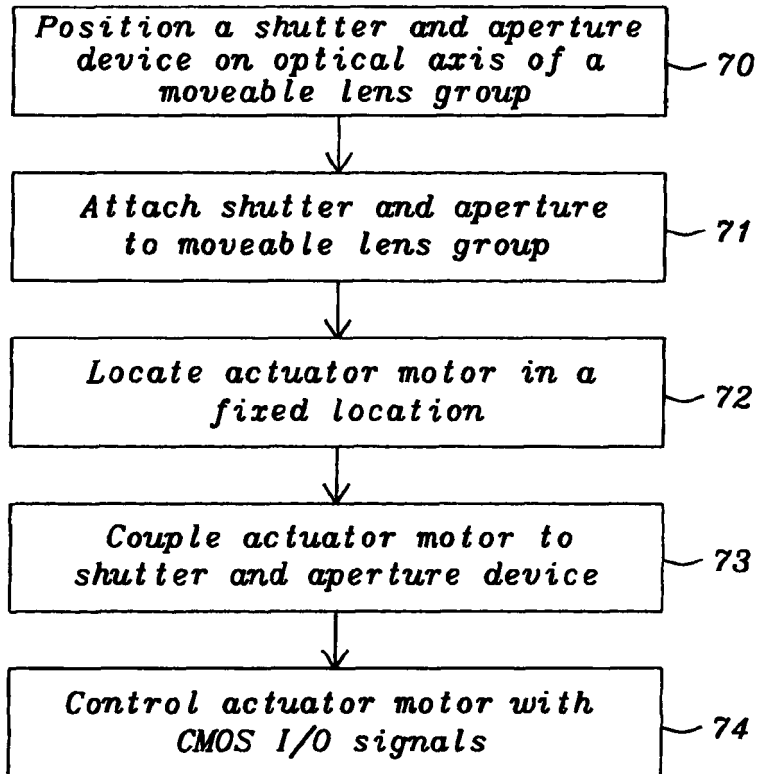 Position a shutter and aperture
device on optical axis of a
moveable lens group
70
Attach shutter and aperture
to moveable lens group
71
Locate actuator motor in a
fixed location
72
Couple actuator motor to
shutter and aperture device
73
Control actuator motor with
CMOS I/O signals
74